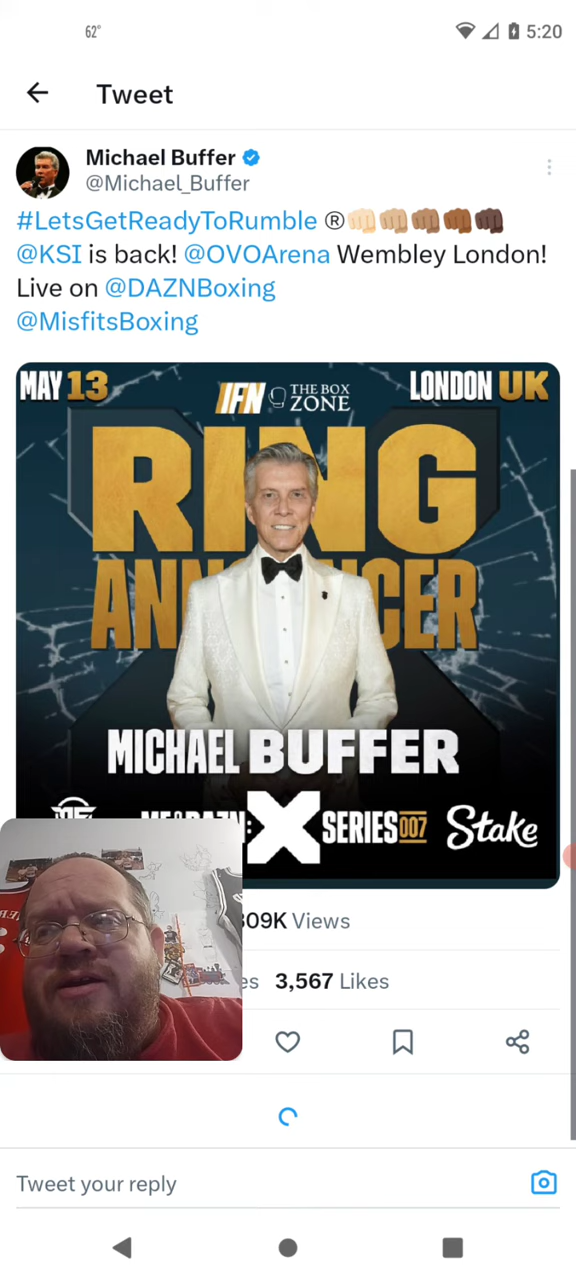 62°
5:20
Tweet
Michael Buffer
@Michael_Buffer
#LetsGetReadyToRumble ®👊🏻👊🏼👊🏽👊🏾👊🏿
@KSI is back! @OVOArena Wembley London!
Live on @DAZNBoxing
@MisfitsBoxing
MAY 13
IFN THE BOX ZONE
LONDON UK
RING
MICHAEL BUFFER
X SERIES 007 Stake
Views
3,567 Likes
Tweet your reply